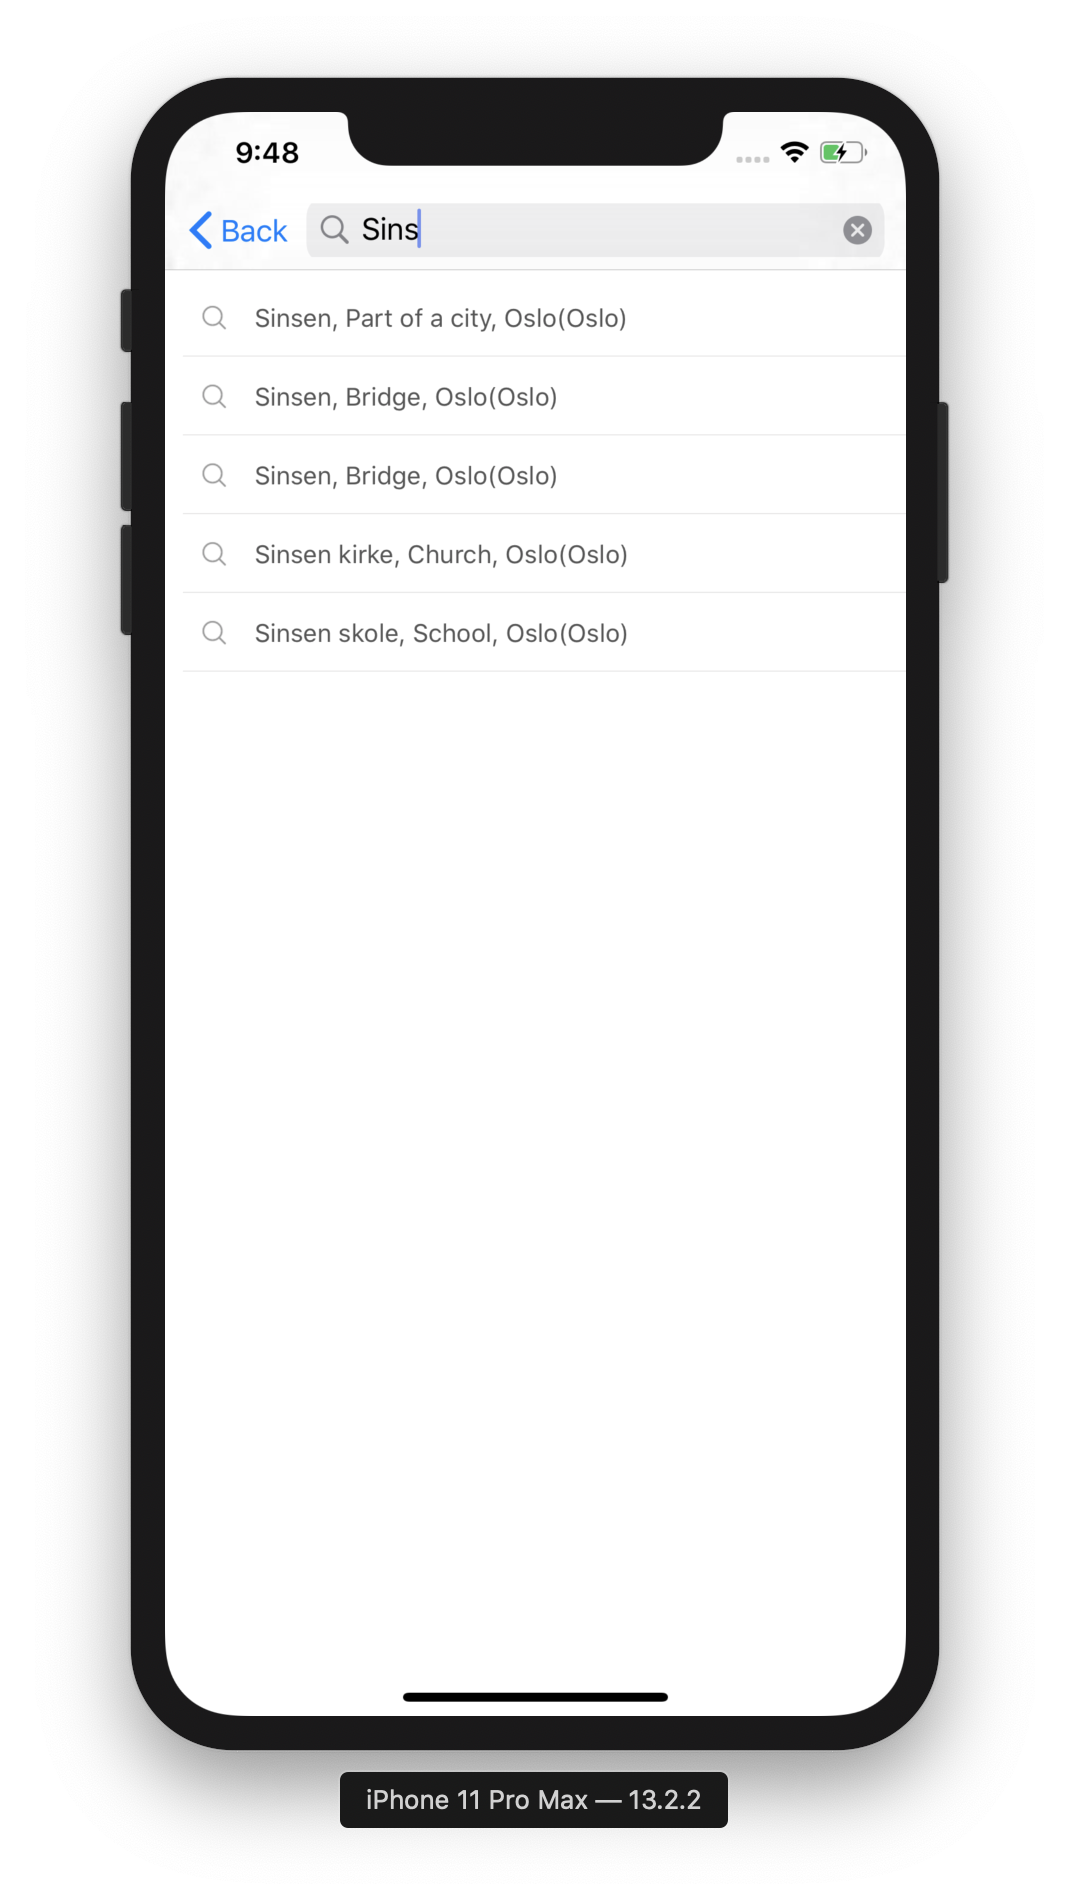 9:48
Back
Sins
Sinsen, Part of a city, Oslo(Oslo)
Sinsen, Bridge, Oslo(Oslo)
Sinsen, Bridge, Oslo(Oslo)
Sinsen kirke, Church, Oslo(Oslo)
Sinsen skole, School, Oslo(Oslo)
iPhone 11 Pro Max — 13.2.2